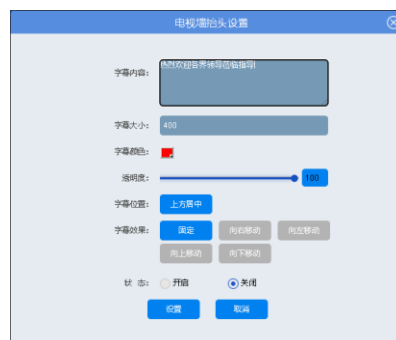 电视墙抬头设置
字幕内容： 热烈欢迎各界领导莅临指导!
字幕大小： 400
字幕颜色：
透明度： 100
字幕位置： 上方居中
字幕效果： 固定 向右移动 向左移动
向上移动 向下移动
状 态： 开启 关闭
设置 取消